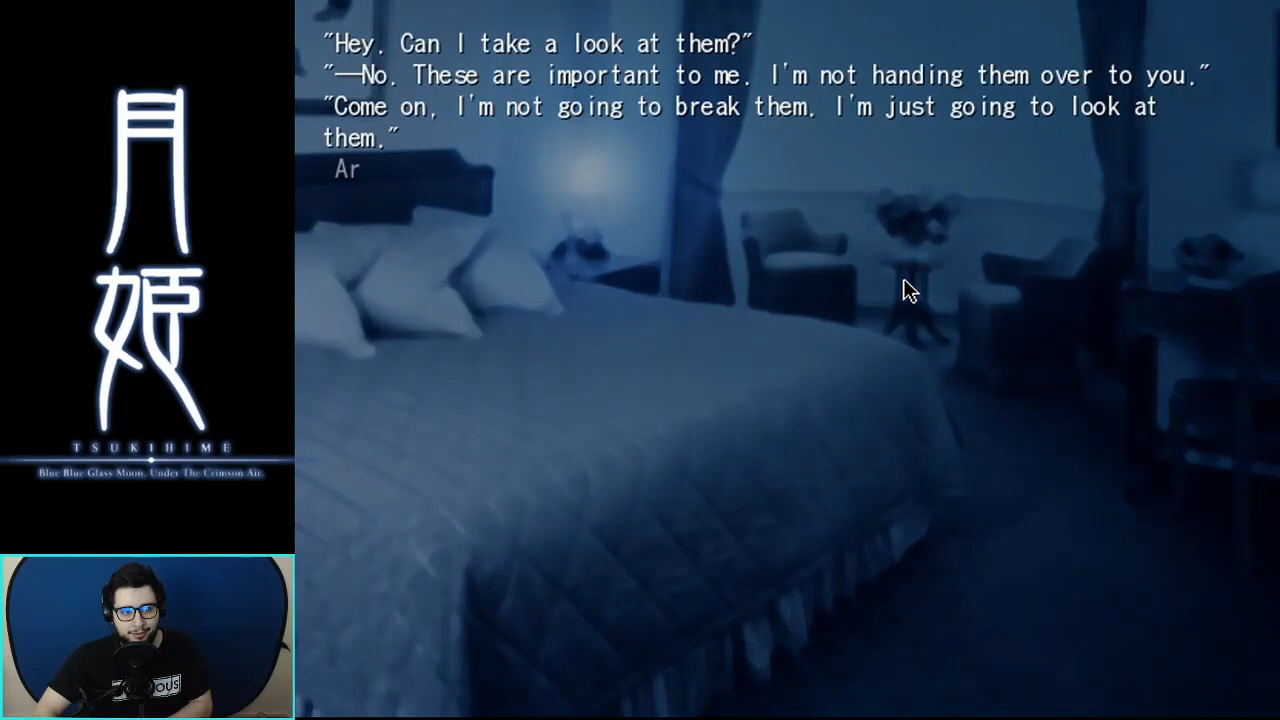 "Hey. Can I take a look at them?"
"—No. These are important to me. I'm not handing them over to you."
"Come on, I'm not going to break them. I'm just going to look at
them."
Ar
月
姫
TSUKIHIME
Blue Blue Glass Moon, Under The Crimson Air.